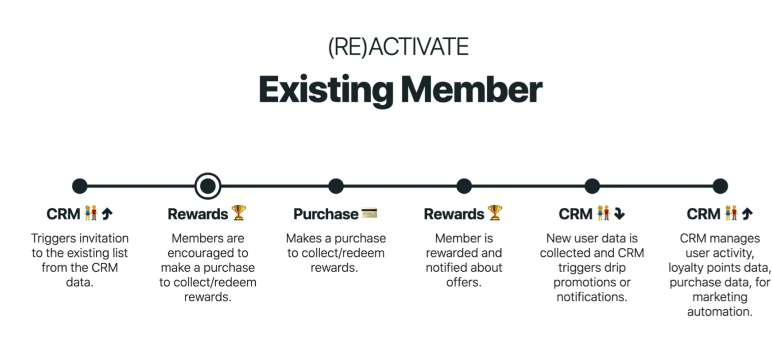 (RE)ACTIVATE
Existing Member
CRM 👫 ⤴
Triggers invitation
to the existing list
from the CRM
data.
Rewards 🏆
Members are
encouraged to
make a purchase
to collect/redeem
rewards.
Purchase 💳
Makes a purchase
to collect/redeem
rewards.
Rewards 🏆
Member is
rewarded and
notified about
offers.
CRM 👫 ⤵
New user data is
collected and CRM
triggers drip
promotions or
notifications.
CRM 👫 ⤴
CRM manages
user activity,
loyalty points data,
purchase data, for
marketing
automation.